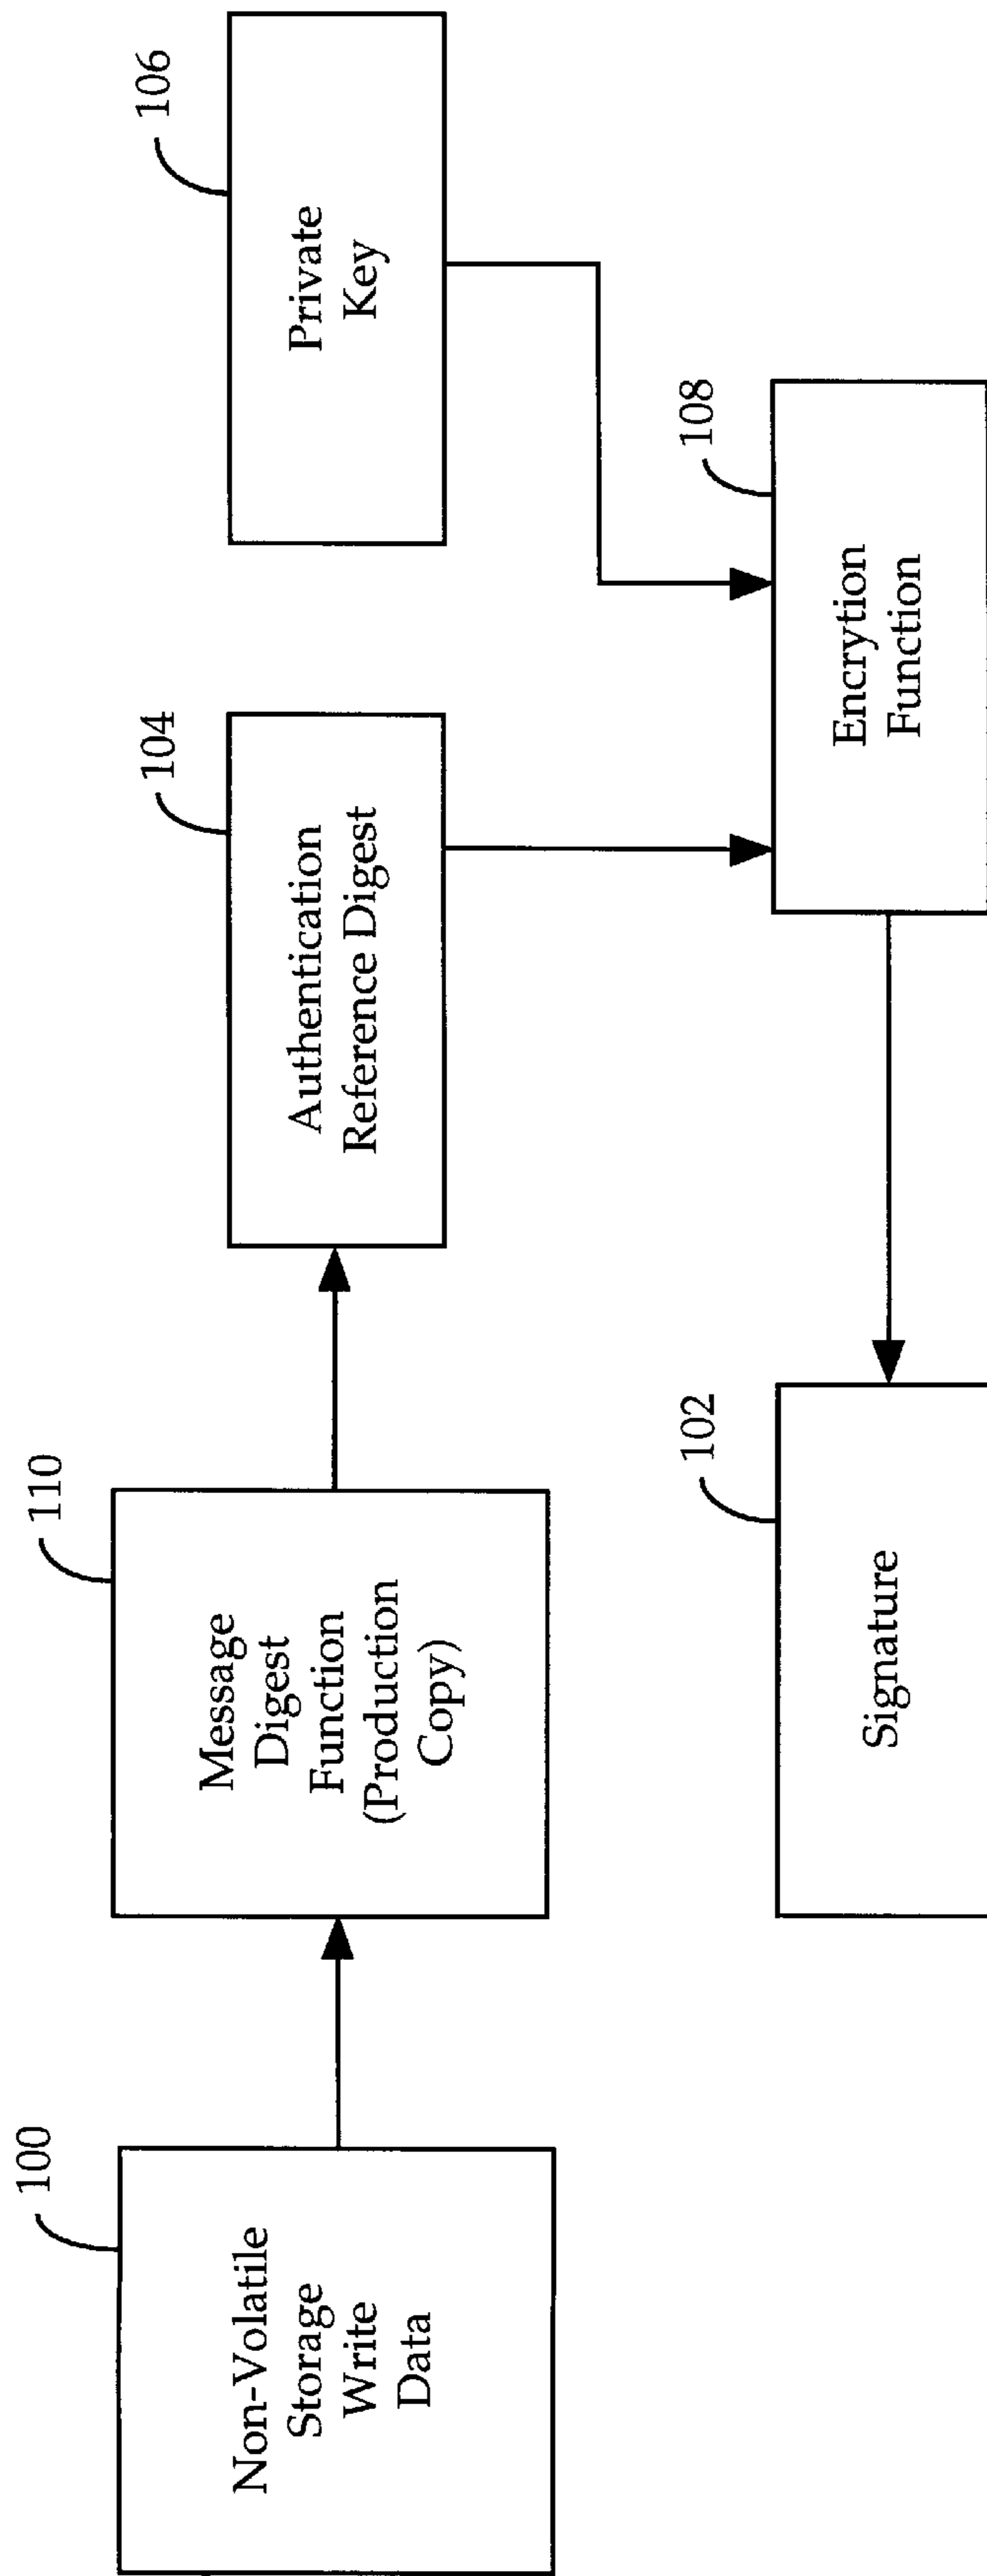 100
Non-Volatile
Storage
Write
Data
110
Message
Digest
Function
(Production
Copy)
104
Authentication
Reference Digest
106
Private
Key
102
Signature
108
Encrytion
Function